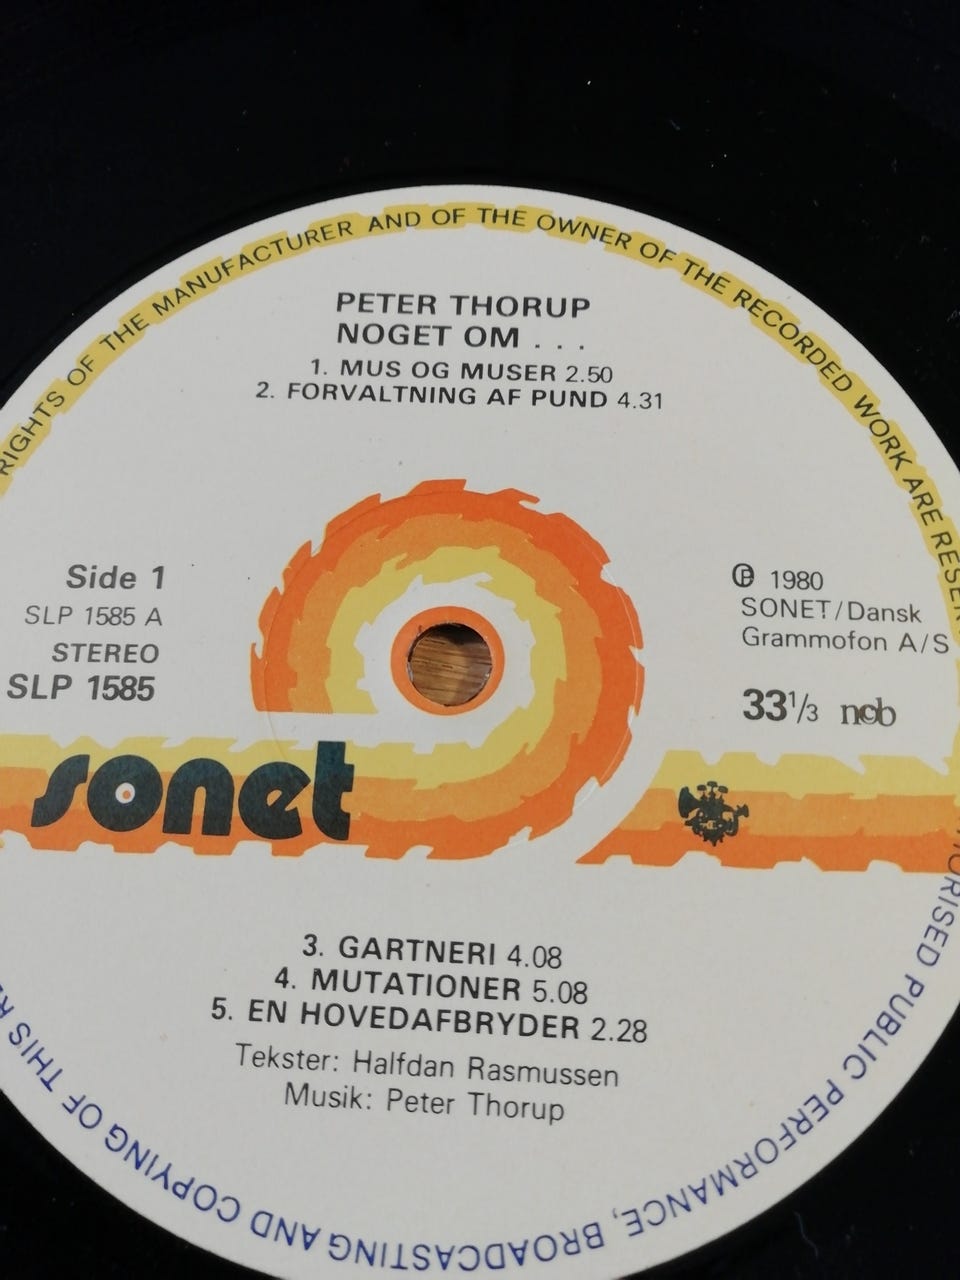 RIGHTS OF THE MANUFACTURER AND OF THE OWNER OF THE RECORDED WORK ARE
PETER THORUP
NOGET OM . . .
1. MUS OG MUSER 2.50
2. FORVALTNING AF PUND 4.31
Side 1
SLP 1585 A
STEREO
SLP 1585
Ⓟ 1980
SONET/Dansk
Grammofon A/S
33 1/3 ncb
sonet
3. GARTNERI 4.08
4. MUTATIONER 5.08
5. EN HOVEDAFBRYDER 2.28
Tekster: Halfdan Rasmussen
Musik: Peter Thorup
PUBLIC PERFORMANCE, BROADCASTING AND COPYING OF THIS